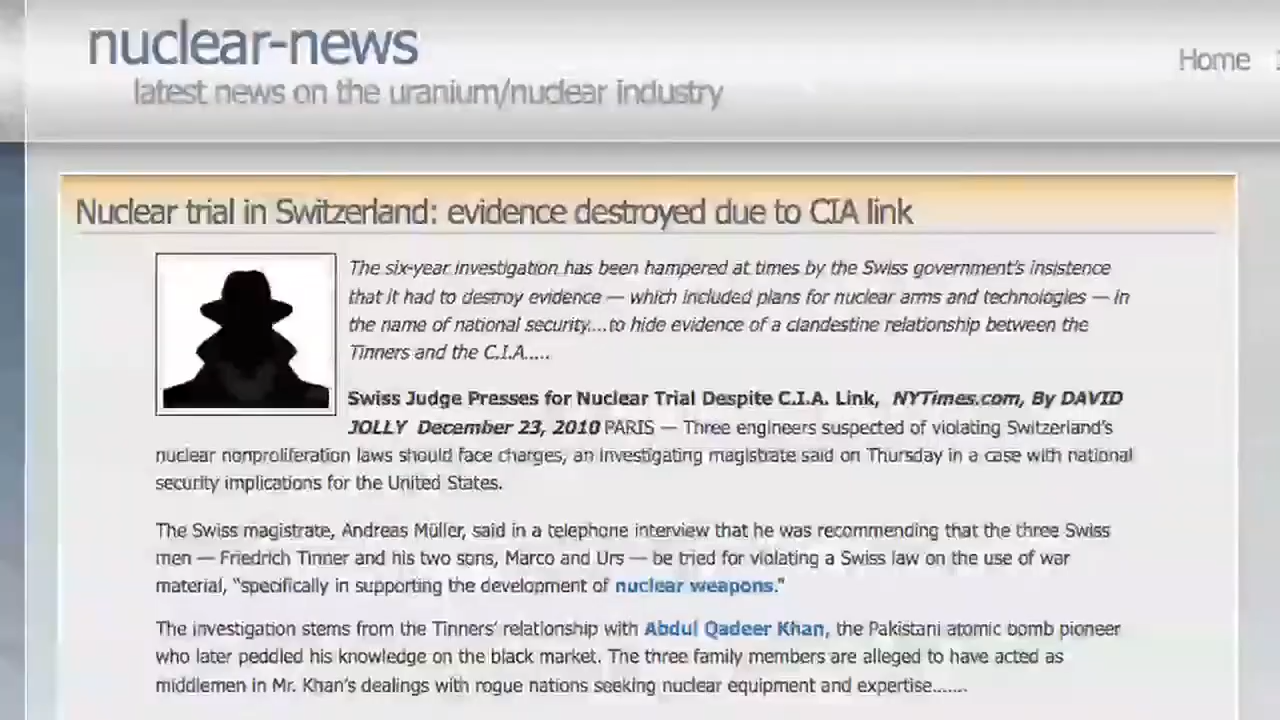 nuclear-news
latest news on the uranium/nuclear industry
Home
Nuclear trial in Switzerland: evidence destroyed due to CIA link
The six-year investigation has been hampered at times by the Swiss government's insistence
that it had to destroy evidence — which included plans for nuclear arms and technologies — in
the name of national security....to hide evidence of a clandestine relationship between the
Tinners and the C.I.A.....
Swiss Judge Presses for Nuclear Trial Despite C.I.A. Link, NYTimes.com, By DAVID
JOLLY December 23, 2010 PARIS — Three engineers suspected of violating Switzerland's
nuclear nonproliferation laws should face charges, an investigating magistrate said on Thursday in a case with national
security implications for the United States.
The Swiss magistrate, Andreas Müller, said in a telephone interview that he was recommending that the three Swiss
men — Friedrich Tinner and his two sons, Marco and Urs — be tried for violating a Swiss law on the use of war
material, "specifically in supporting the development of nuclear weapons."
The investigation stems from the Tinners' relationship with Abdul Qadeer Khan, the Pakistani atomic bomb pioneer
who later peddled his knowledge on the black market. The three family members are alleged to have acted as
middlemen in Mr. Khan's dealings with rogue nations seeking nuclear equipment and expertise.......